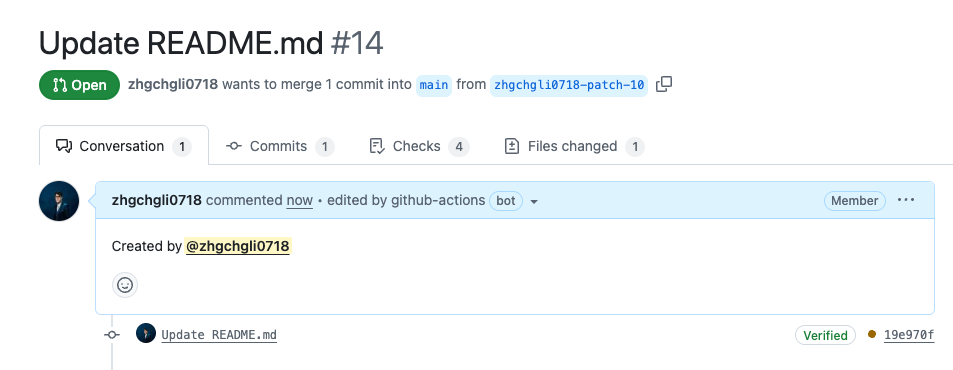 Update README.md #14
Open zhgchgli0718 wants to merge 1 commit into main from zhgchgli0718-patch-10
Conversation 1 Commits 1 Checks 4 Files changed 1
zhgchgli0718 commented now • edited by github-actions bot Member ...
Created by @zhgchgli0718
Update README.md Verified 19e970f